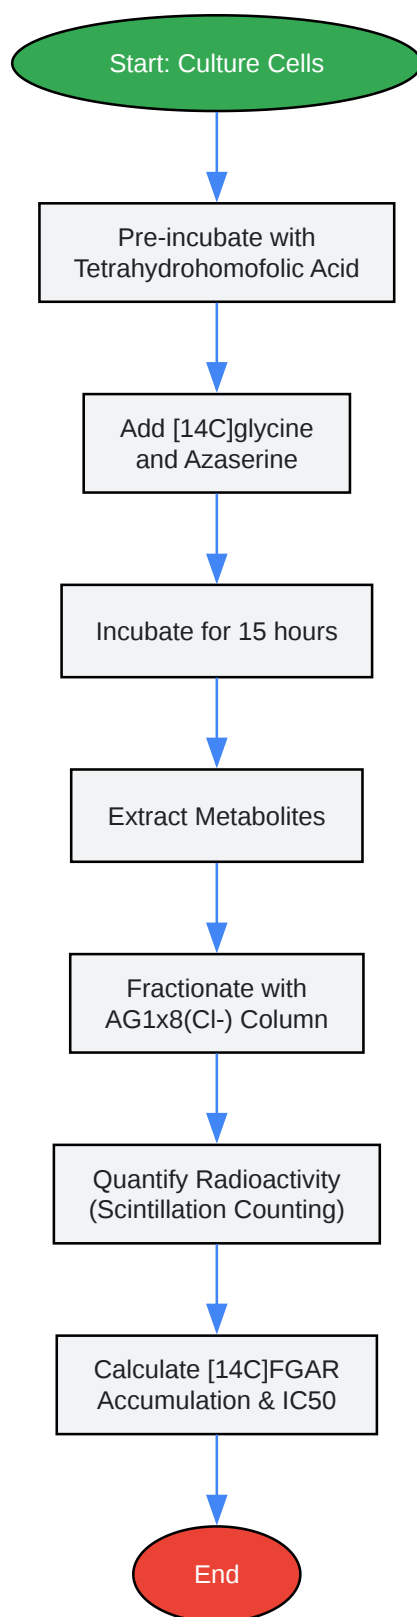 Start: Culture Cells
Pre-incubate with
Tetrahydrohomofolic Acid
Add [14C]glycine
and Azaserine
Incubate for 15 hours
Extract Metabolites
Fractionate with
AG1x8(Cl-) Column
Quantify Radioactivity
(Scintillation Counting)
Calculate [14C]FGAR
Accumulation & IC50
End